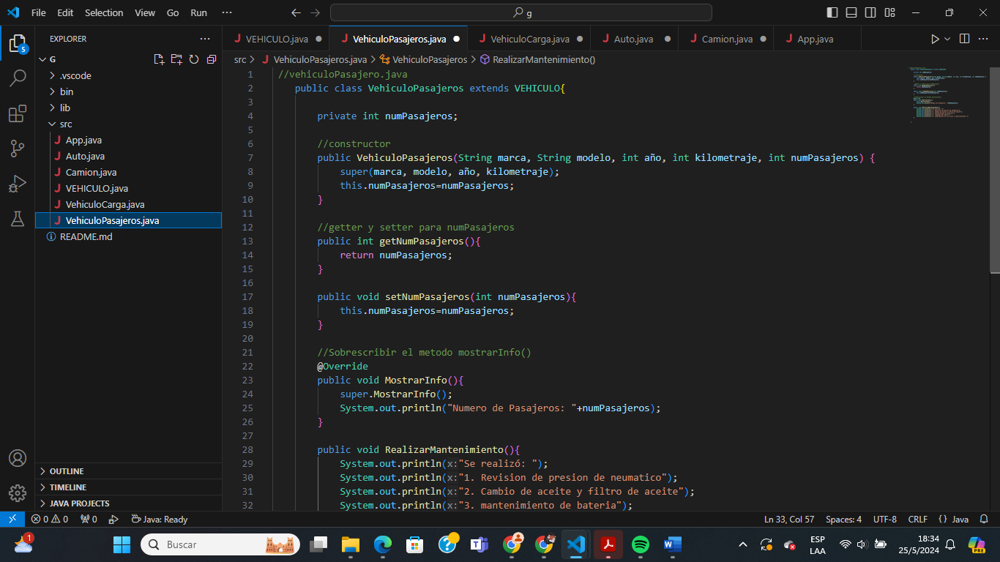 File Edit Selection View Go Run ··· g
EXPLORER ···
G
.vscode
bin
lib
src
App.java
Auto.java
Camion.java
VEHICULO.java
VehiculoCarga.java
VehiculoPasajeros.java
README.md
OUTLINE
TIMELINE
JAVA PROJECTS
5
VEHICULO.java VehiculoPasajeros.java VehiculoCarga.java Auto.java Camion.java App.java
src > VehiculoPasajeros.java > VehiculoPasajeros > RealizarMantenimiento()
1 //vehiculoPasajero.java
2 public class VehiculoPasajeros extends VEHICULO{
3
4 private int numPasajeros;
5
6 //constructor
7 public VehiculoPasajeros(String marca, String modelo, int año, int kilometraje, int numPasajeros) {
8 super(marca, modelo, año, kilometraje);
9 this.numPasajeros=numPasajeros;
10 }
11
12 //getter y setter para numPasajeros
13 public int getNumPasajeros(){
14 return numPasajeros;
15 }
16
17 public void setNumPasajeros(int numPasajeros){
18 this.numPasajeros=numPasajeros;
19 }
20
21 //Sobrescribir el metodo mostrarInfo()
22 @Override
23 public void MostrarInfo(){
24 super.MostrarInfo();
25 System.out.println("Numero de Pasajeros: "+numPasajeros);
26 }
27
28 public void RealizarMantenimiento(){
29 System.out.println(x:"Se realizó: ");
30 System.out.println(x:"1. Revision de presion de neumatico");
31 System.out.println(x:"2. Cambio de aceite y filtro de aceite");
32 System.out.println(x:"3. mantenimiento de bateria");
0 0 0 Java: Ready Ln 33, Col 57 Spaces: 4 UTF-8 CRLF {} Java
1 Buscar ESP 18:34
LAA 25/5/2024
PRE